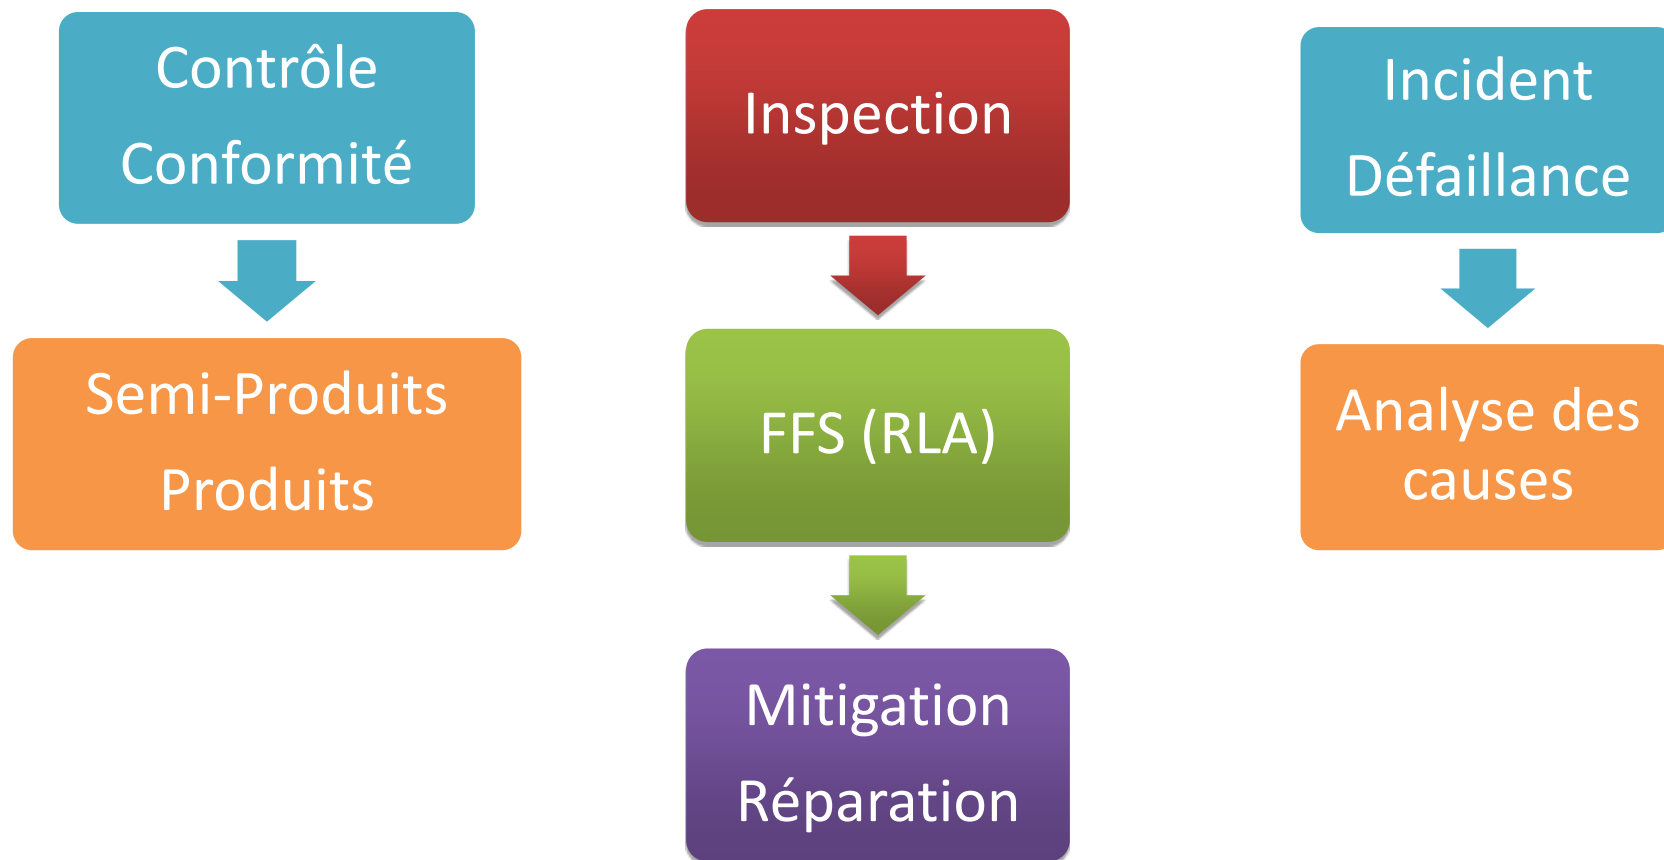 Contrôle
Conformité
Semi-Produits
Produits
Inspection
FFS (RLA)
Mitigation
Réparation
Incident
Défaillance
Analyse des
causes